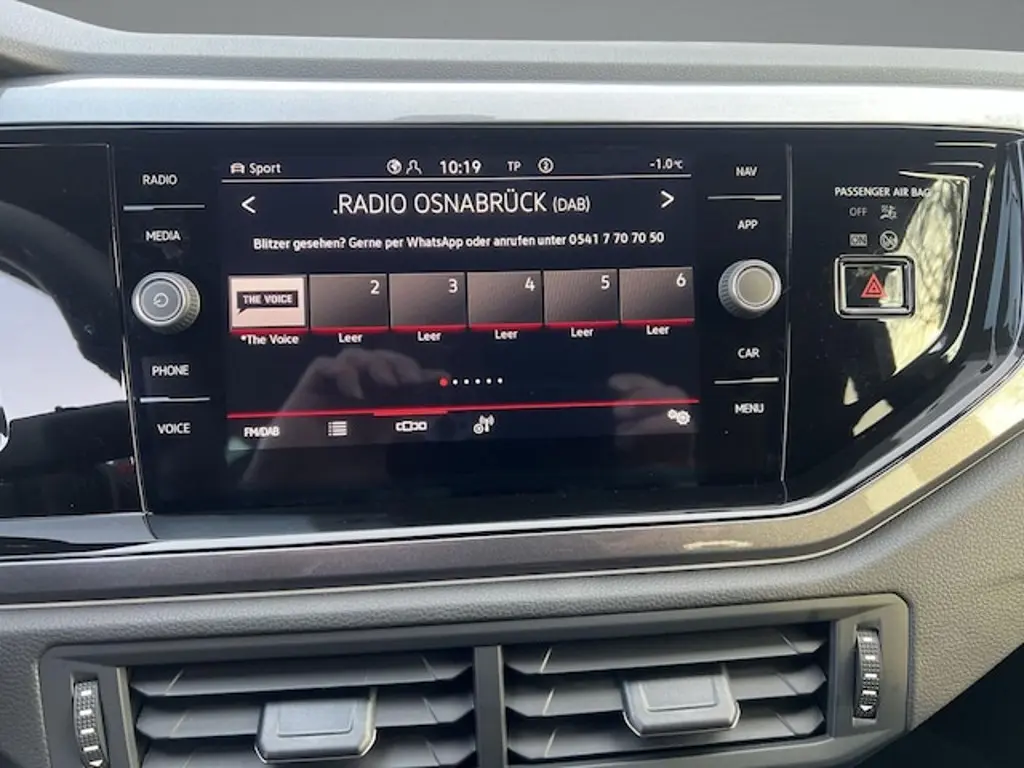 Sport 10:19 TP 2 -1.0°C
RADIO
MEDIA
PHONE
VOICE
< .RADIO OSNABRÜCK (DAB) >
Blitzer gesehen? Gerne per WhatsApp oder anrufen unter 0541 7 70 70 50
THE VOICE 2 3 4 5 6
*The Voice Leer Leer Leer Leer Leer
FM/DAB
NAV
APP
CAR
MENU
PASSENGER AIR BAG
OFF
ON